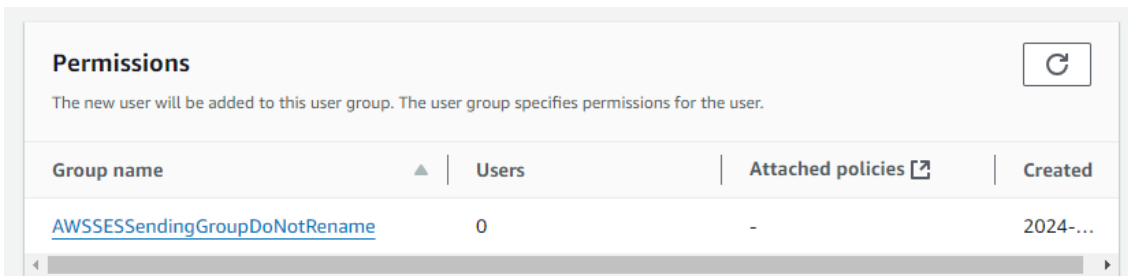 Permissions
The new user will be added to this user group. The user group specifies permissions for the user.
Group name Users Attached policies Created
AWSSESSendingGroupDoNotRename 0 - 2024-...